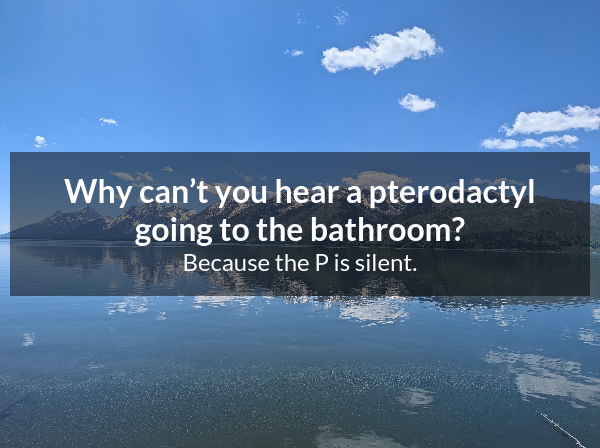 Why can’t you hear a pterodactyl
going to the bathroom?
Because the P is silent.